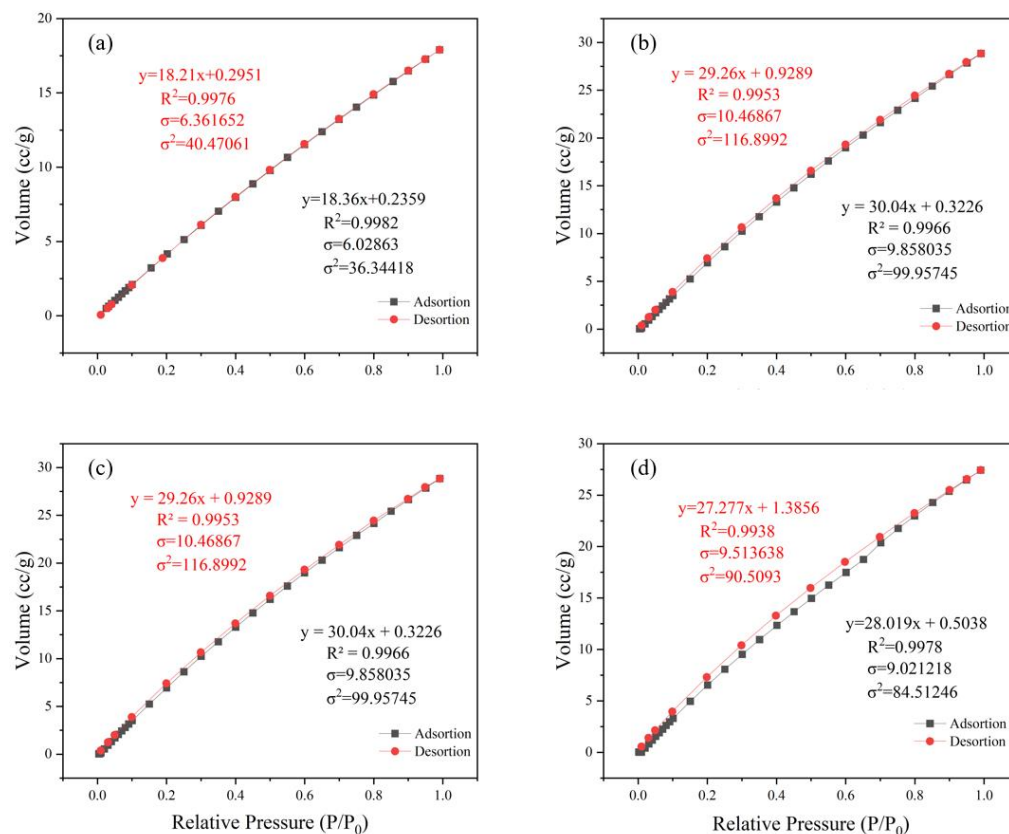 (a)
y=18.21x+0.2951
R²=0.9976
σ=6.361652
σ²=40.47061
y=18.36x+0.2359
R²=0.9982
σ=6.02863
σ²=36.34418
Adsortion
Desortion
Volume (cc/g)
20
15
10
5
0
0.0 0.2 0.4 0.6 0.8 1.0
(b)
y = 29.26x + 0.9289
R² = 0.9953
σ=10.46867
σ²=116.8992
y = 30.04x + 0.3226
R² = 0.9966
σ=9.858035
σ²=99.95745
Adsortion
Desortion
Volume (cc/g)
30
25
20
15
10
5
0
0.0 0.2 0.4 0.6 0.8 1.0
(c)
y = 29.26x + 0.9289
R² = 0.9953
σ=10.46867
σ²=116.8992
y = 30.04x + 0.3226
R² = 0.9966
σ=9.858035
σ²=99.95745
Adsortion
Desortion
Volume (cc/g)
30
25
20
15
10
5
0
0.0 0.2 0.4 0.6 0.8 1.0
Relative Pressure (P/P₀)
(d)
y=27.277x + 1.3856
R²=0.9938
σ=9.513638
σ²=90.5093
y=28.019x + 0.5038
R²=0.9978
σ=9.021218
σ²=84.51246
Adsortion
Desortion
Volume (cc/g)
30
25
20
15
10
5
0
0.0 0.2 0.4 0.6 0.8 1.0
Relative Pressure (P/P₀)